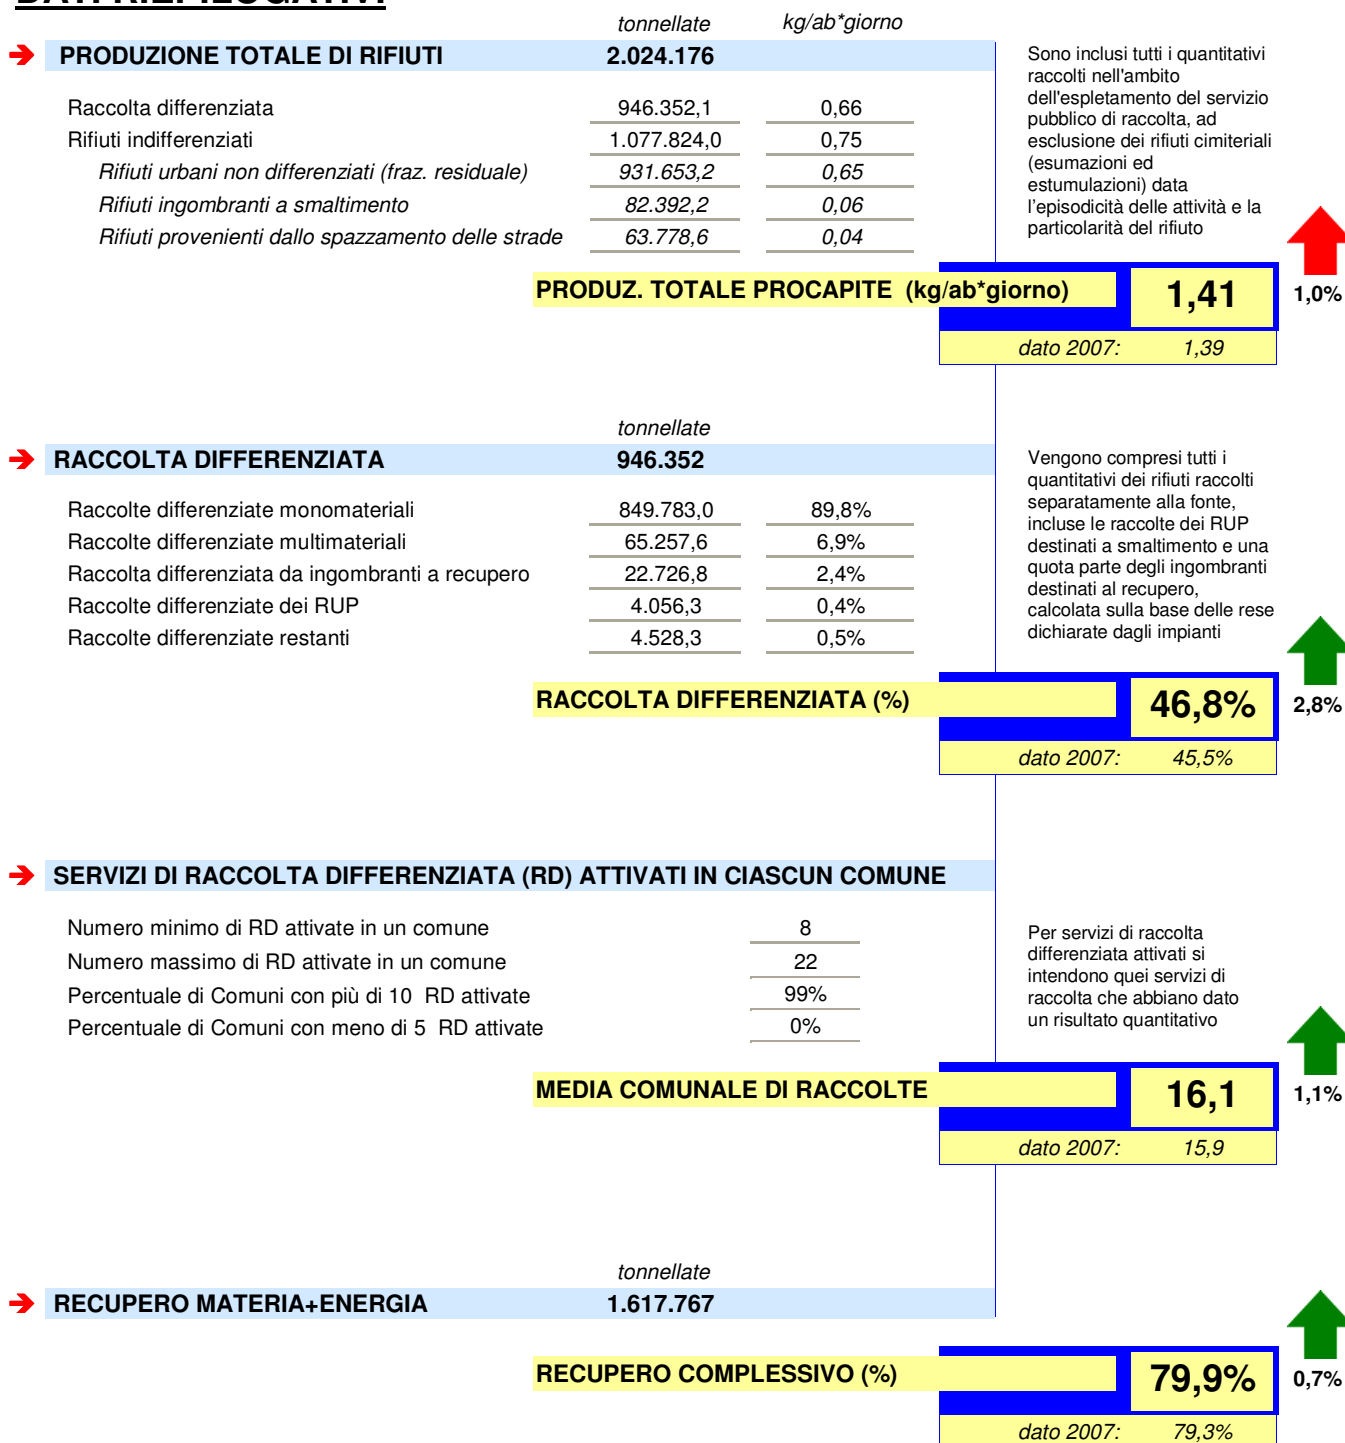 DATI RIEPILOGATIVI
tonnellate kg/ab*giorno
PRODUZIONE TOTALE DI RIFIUTI 2.024.176
Raccolta differenziata 946.352,1 0,66
Rifiuti indifferenziati 1.077.824,0 0,75
Rifiuti urbani non differenziati (fraz. residuale) 931.653,2 0,65
Rifiuti ingombranti a smaltimento 82.392,2 0,06
Rifiuti provenienti dallo spazzamento delle strade 63.778,6 0,04
Sono inclusi tutti i quantitativi
raccolti nell'ambito
dell'espletamento del servizio
pubblico di raccolta, ad
esclusione dei rifiuti cimiteriali
(esumazioni ed
estumulazioni) data
l'episodicità delle attività e la
particolarità del rifiuto
PRODUZ. TOTALE PROCAPITE (kg/ab*giorno) 1,41 1,0%
dato 2007: 1,39
tonnellate
RACCOLTA DIFFERENZIATA 946.352
Raccolte differenziate monomateriali 849.783,0 89,8%
Raccolte differenziate multimateriali 65.257,6 6,9%
Raccolta differenziata da ingombranti a recupero 22.726,8 2,4%
Raccolte differenziate dei RUP 4.056,3 0,4%
Raccolte differenziate restanti 4.528,3 0,5%
Vengono compresi tutti i
quantitativi dei rifiuti raccolti
separatamente alla fonte,
incluse le raccolte dei RUP
destinati a smaltimento e una
quota parte degli ingombranti
destinati al recupero,
calcolata sulla base delle rese
dichiarate dagli impianti
RACCOLTA DIFFERENZIATA (%) 46,8% 2,8%
dato 2007: 45,5%
SERVIZI DI RACCOLTA DIFFERENZIATA (RD) ATTIVATI IN CIASCUN COMUNE
Numero minimo di RD attivate in un comune 8
Numero massimo di RD attivate in un comune 22
Percentuale di Comuni con più di 10 RD attivate 99%
Percentuale di Comuni con meno di 5 RD attivate 0%
Per servizi di raccolta
differenziata attivati si
intendono quei servizi di
raccolta che abbiano dato
un risultato quantitativo
MEDIA COMUNALE DI RACCOLTE 16,1 1,1%
dato 2007: 15,9
tonnellate
RECUPERO MATERIA+ENERGIA 1.617.767
RECUPERO COMPLESSIVO (%) 79,9% 0,7%
dato 2007: 79,3%